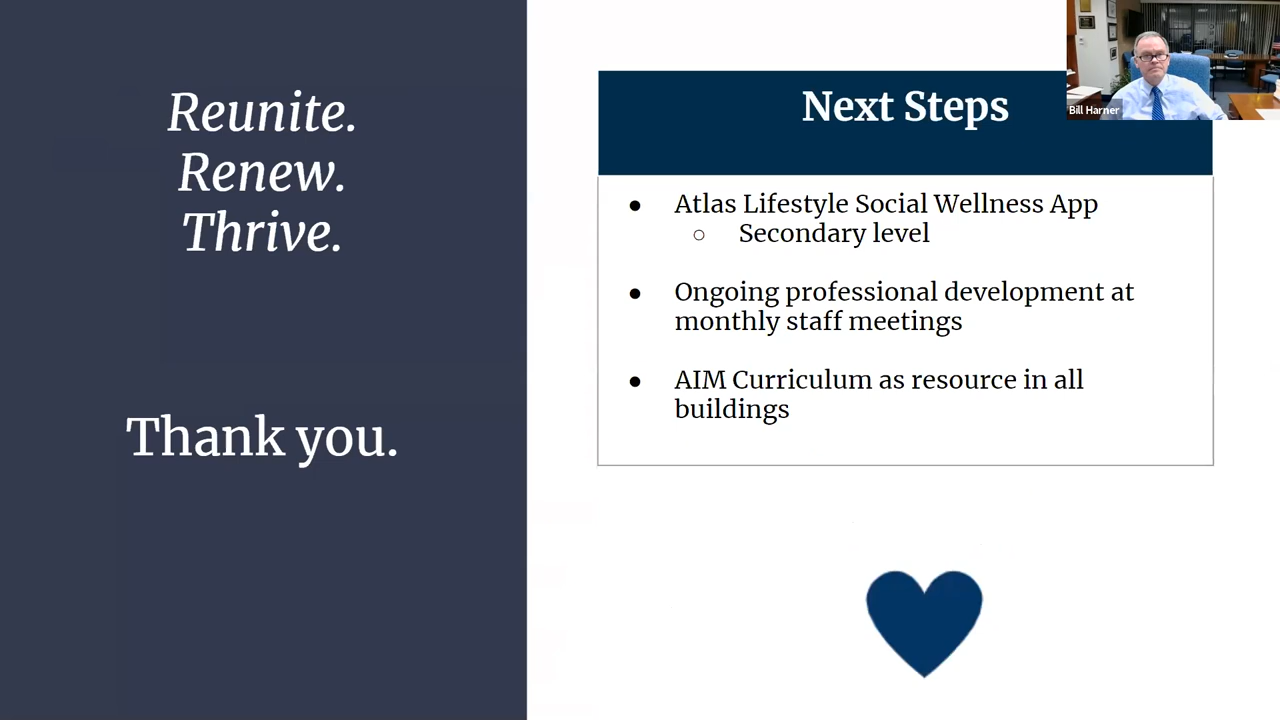 Reunite.
Renew.
Thrive.
Thank you.
Next Steps
● Atlas Lifestyle Social Wellness App
○ Secondary level
● Ongoing professional development at
monthly staff meetings
● AIM Curriculum as resource in all
buildings
Bill Harner